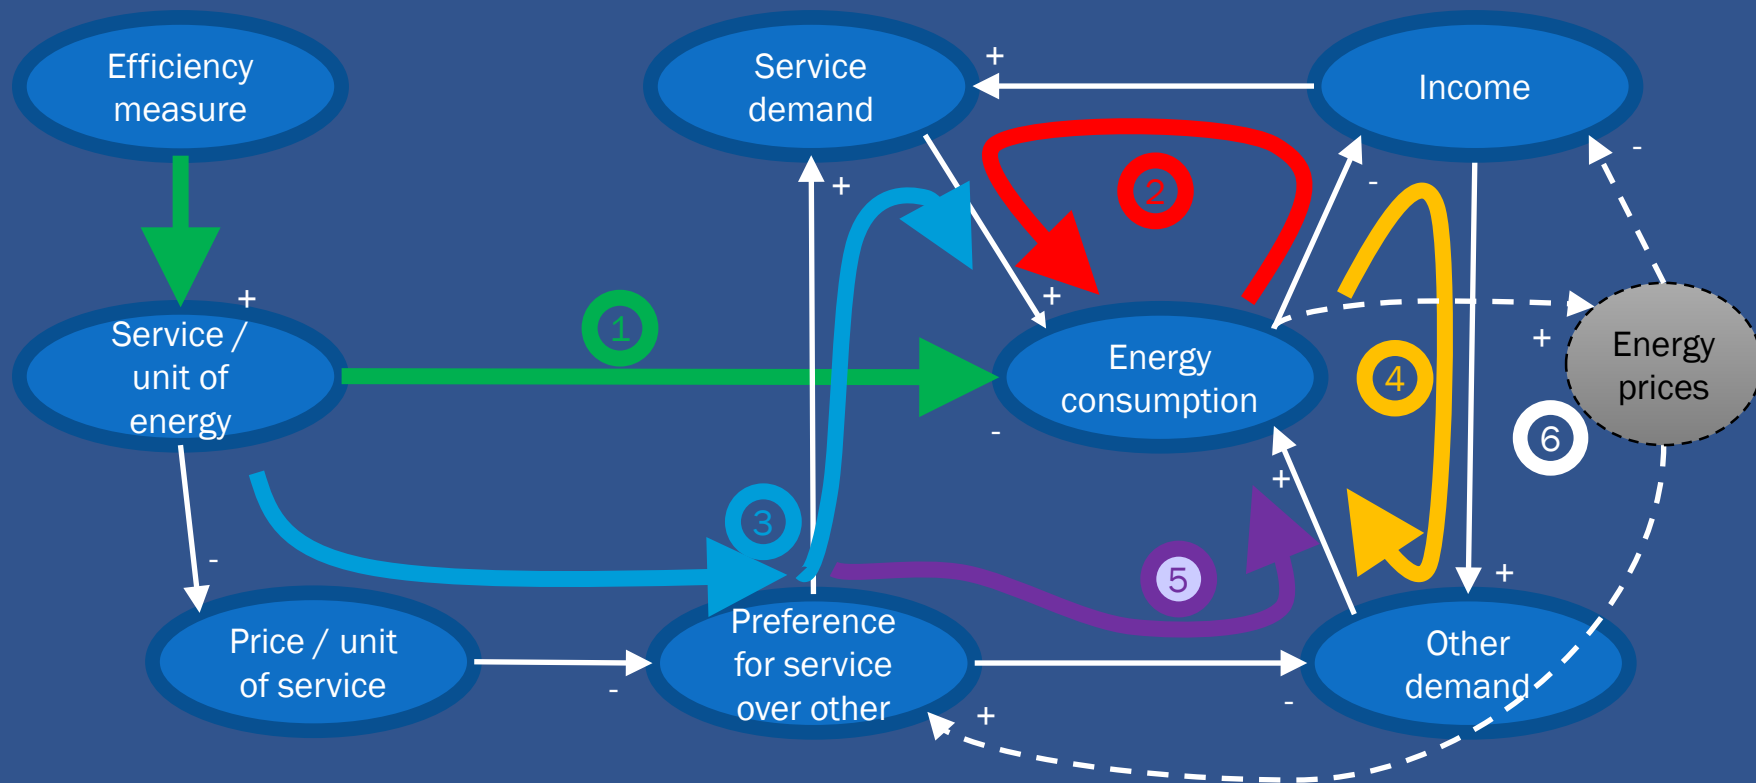 Efficiency
measure
Service
demand
Income
+
+
-
-
2
+
Service /
unit of
energy
1
+
Energy
consumption
-
4
+
Energy
prices
6
+
3
-
5
+
Price / unit
of service
-
Preference
for service
over other
Other
demand
-
+